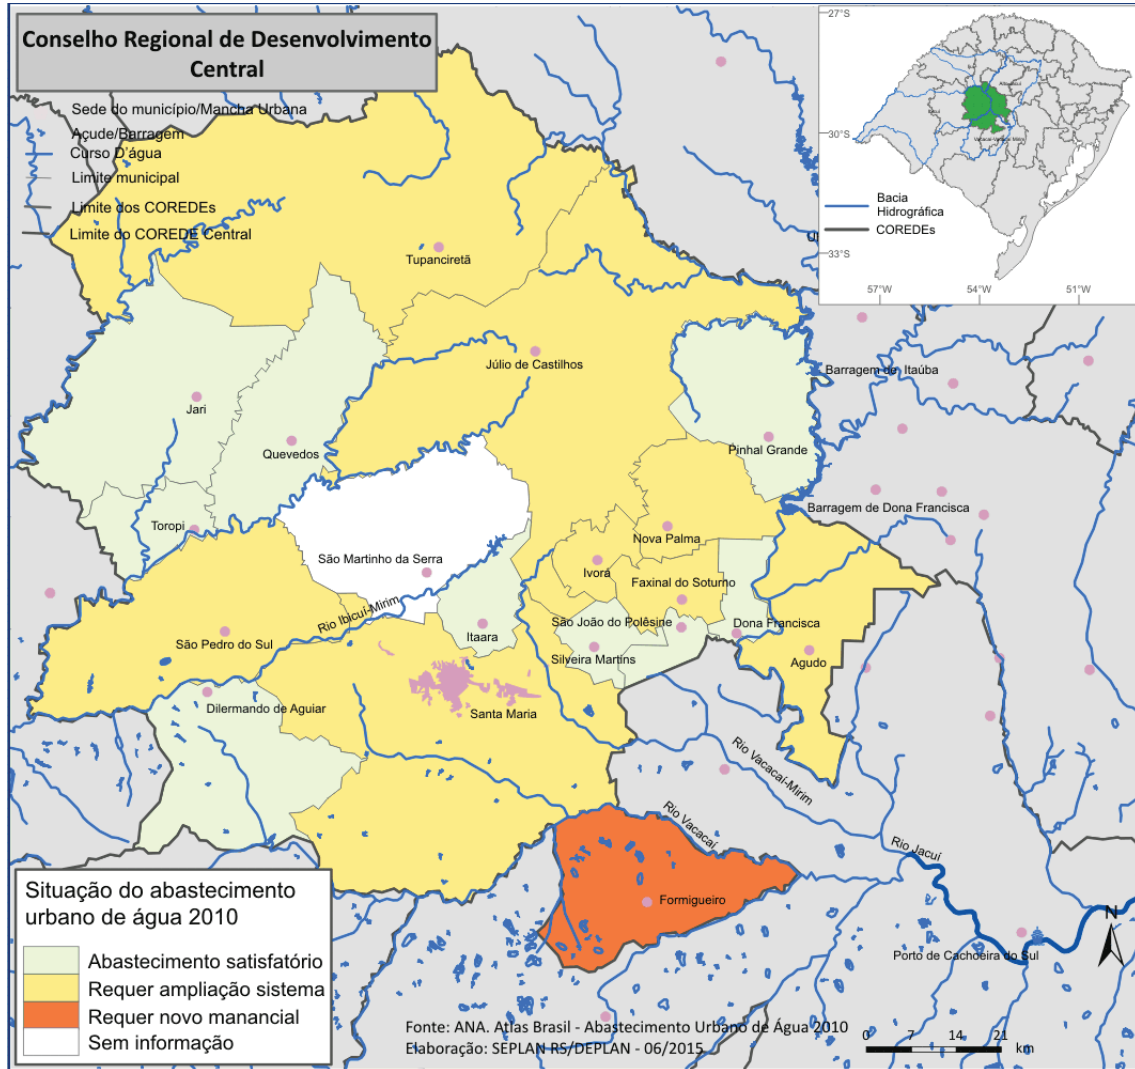 Conselho Regional de Desenvolvimento
Central
Sede do município/Mancha Urbana
Açude/Barragem
Curso D'água
Limite municipal
Limite dos COREDEs
Limite do COREDE Central
27°S
30°S
33°S
57°W
54°W
51°W
Bacia
Hidrográfica
COREDEs
Tupanciretã
Júlio de Castilhos
Jari
Quevedos
Pinhal Grande
Barragem de Itaúba
Barragem de Dona Francisca
Toropi
Nova Palma
São Martinho da Serra
Ivorá
Faxinal do Soturno
Rio Ibicuí-Mirim
São João do Polêsine
Dona Francisca
Itaara
São Pedro do Sul
Silveira Martins
Agudo
Dilermando de Aguiar
Santa Maria
Rio Vacacaí-Mirim
Rio Vacacaí
Rio Jacuí
Formigueiro
Porto de Cachoeira do Sul
N
Situação do abastecimento
urbano de água 2010
Abastecimento satisfatório
Requer ampliação sistema
Requer novo manancial
Sem informação
Fonte: ANA. Atlas Brasil - Abastecimento Urbano de Água 2010
Elaboração: SEPLAN RS/DEPLAN - 06/2015
0 7 14 21
km